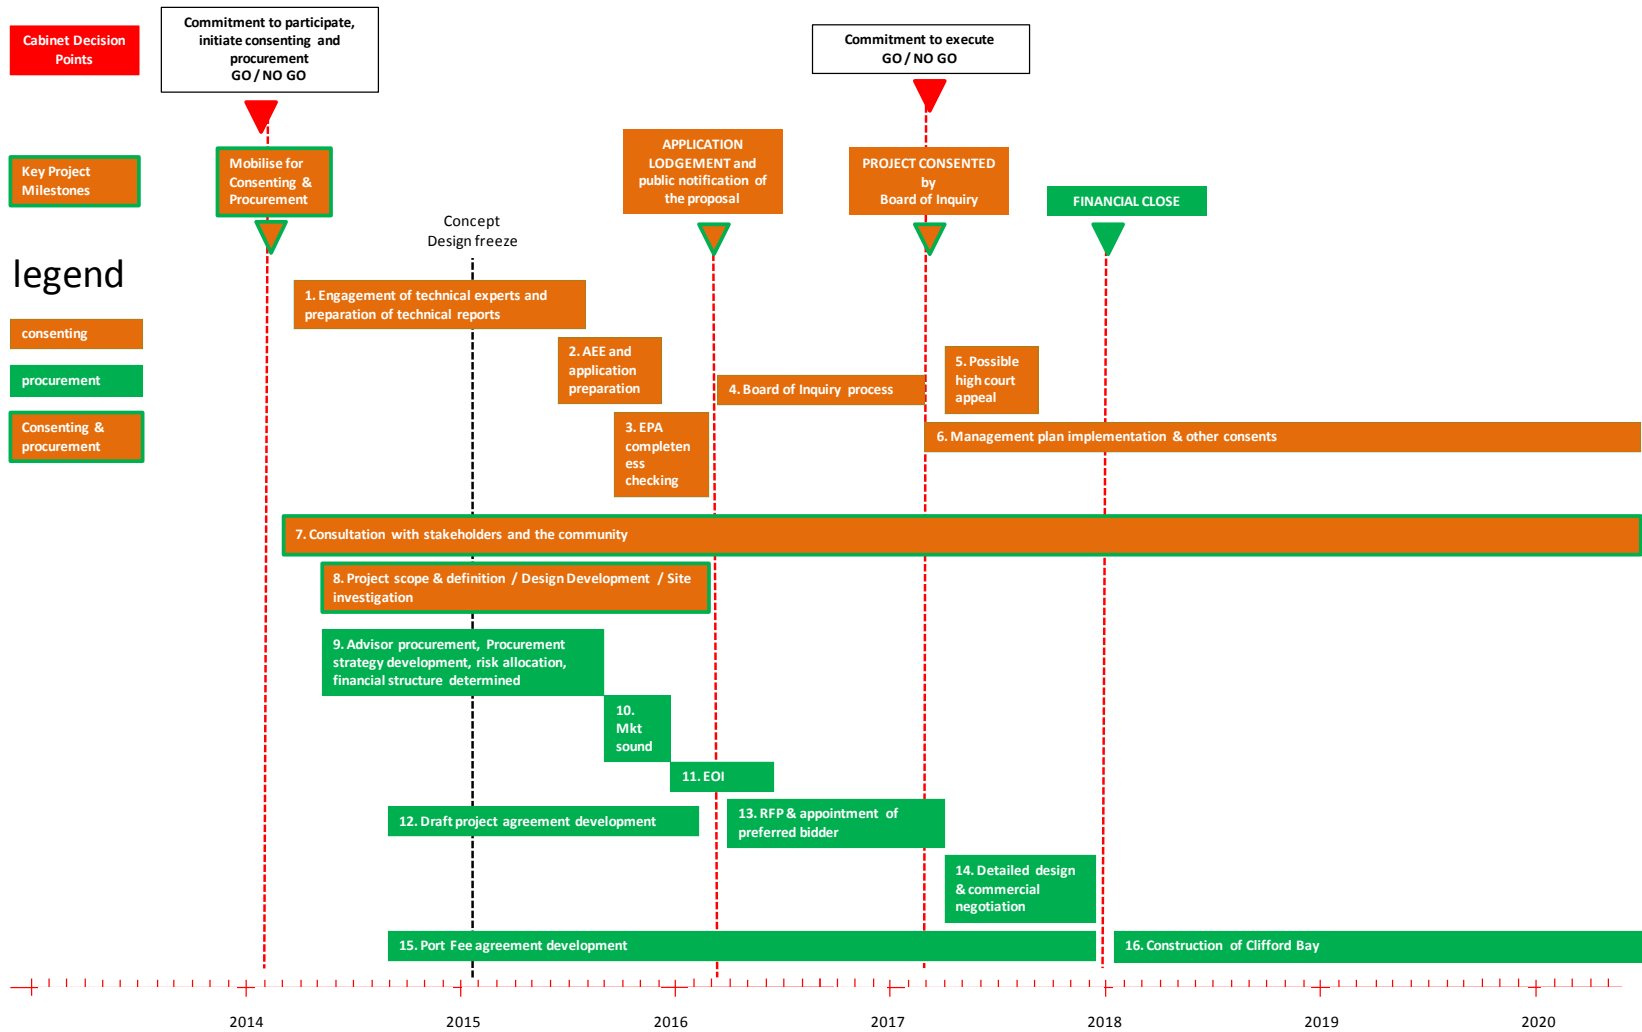 Cabinet Decision
Points
Commitment to participate,
initiate consenting and
procurement
GO / NO GO
Commitment to execute
GO / NO GO
Key Project
Milestones
Mobilise for
Consenting &
Procurement
APPLICATION
LODGEMENT and
public notification of
the proposal
PROJECT CONSENTED
by
Board of Inquiry
FINANCIAL CLOSE
Concept
Design freeze
legend
consenting
procurement
Consenting &
procurement
1. Engagement of technical experts and
preparation of technical reports
2. AEE and
application
preparation
3. EPA
completen
ess
checking
4. Board of Inquiry process
5. Possible
high court
appeal
6. Management plan implementation & other consents
7. Consultation with stakeholders and the community
8. Project scope & definition / Design Development / Site
investigation
9. Advisor procurement, Procurement
strategy development, risk allocation,
financial structure determined
10.
Mkt
sound
11. EOI
12. Draft project agreement development
13. RFP & appointment of
preferred bidder
14. Detailed design
& commercial
negotiation
15. Port Fee agreement development
16. Construction of Clifford Bay
2014
2015
2016
2017
2018
2019
2020